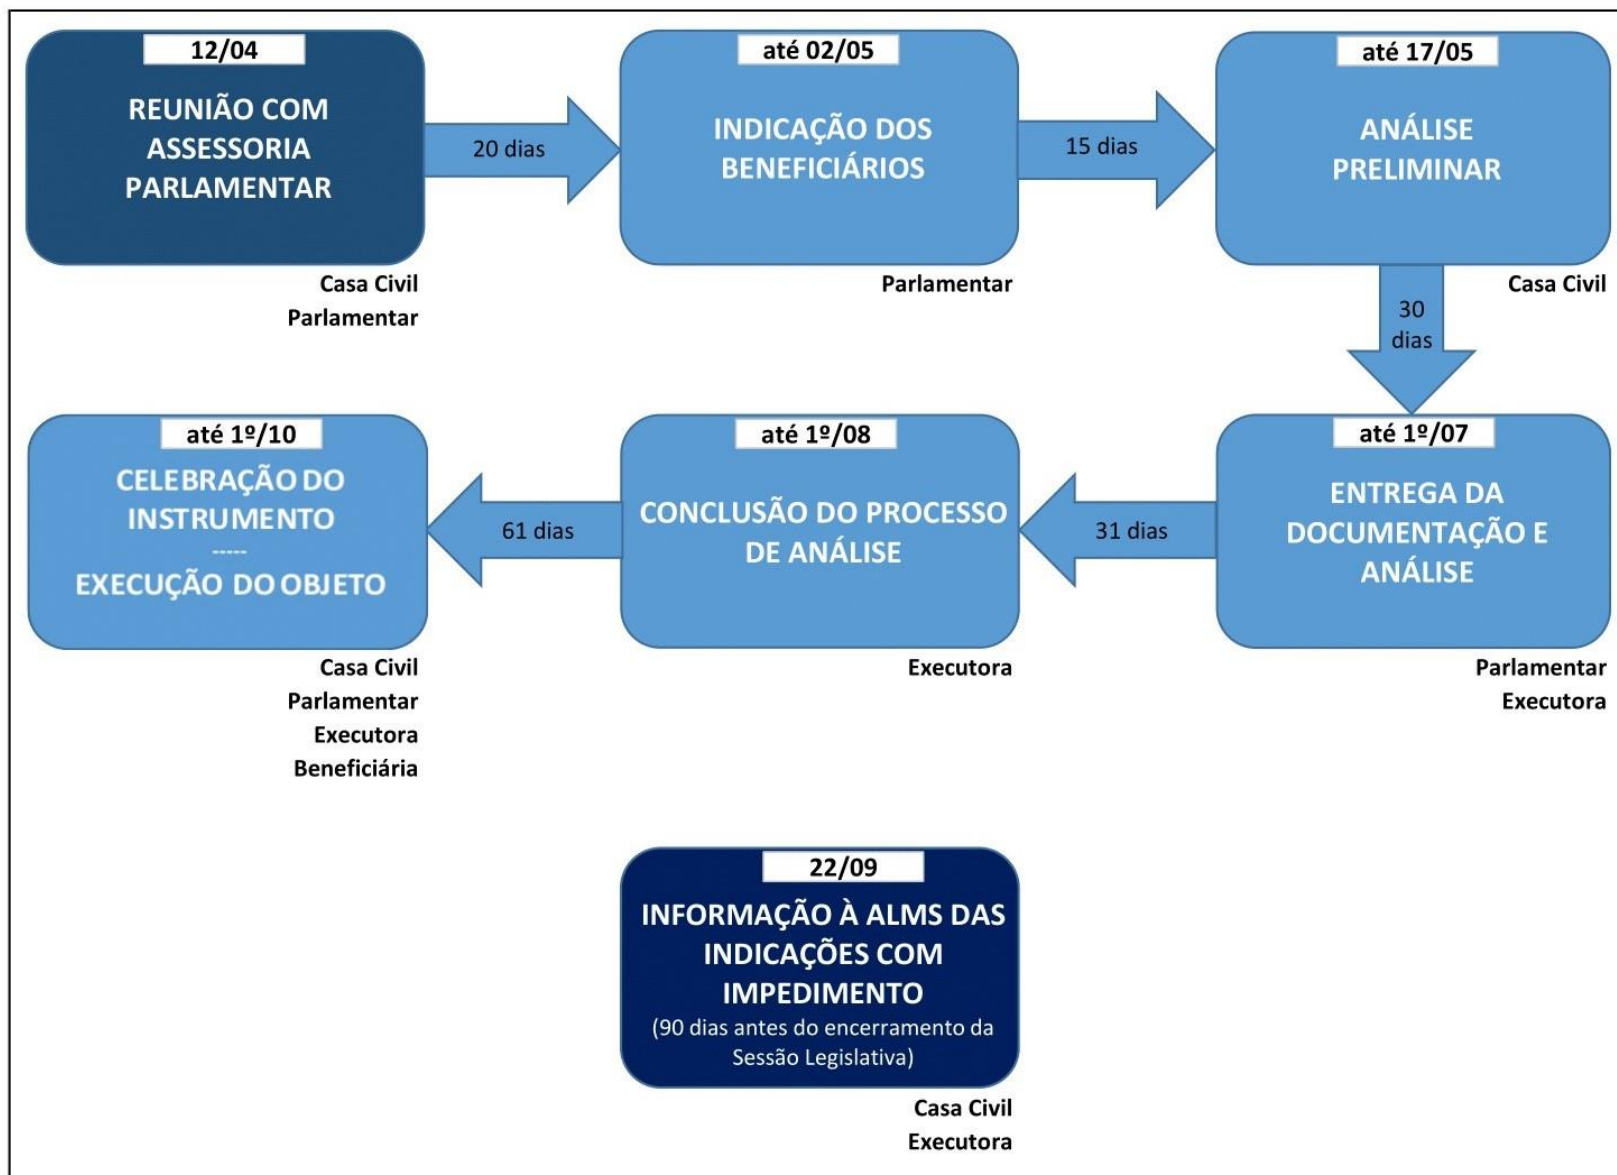 12/04
REUNIÃO COM
ASSESSORIA
PARLAMENTAR
Casa Civil
Parlamentar
20 dias
até 02/05
INDICAÇÃO DOS
BENEFICIÁRIOS
Parlamentar
15 dias
até 17/05
ANÁLISE
PRELIMINAR
Casa Civil
30
dias
até 1º/07
ENTREGA DA
DOCUMENTAÇÃO E
ANÁLISE
Parlamentar
Executora
31 dias
até 1º/08
CONCLUSÃO DO PROCESSO
DE ANÁLISE
Executora
61 dias
até 1º/10
CELEBRAÇÃO DO
INSTRUMENTO
-----
EXECUÇÃO DO OBJETO
Casa Civil
Parlamentar
Executora
Beneficiária
22/09
INFORMAÇÃO À ALMS DAS
INDICAÇÕES COM
IMPEDIMENTO
(90 dias antes do encerramento da
Sessão Legislativa)
Casa Civil
Executora